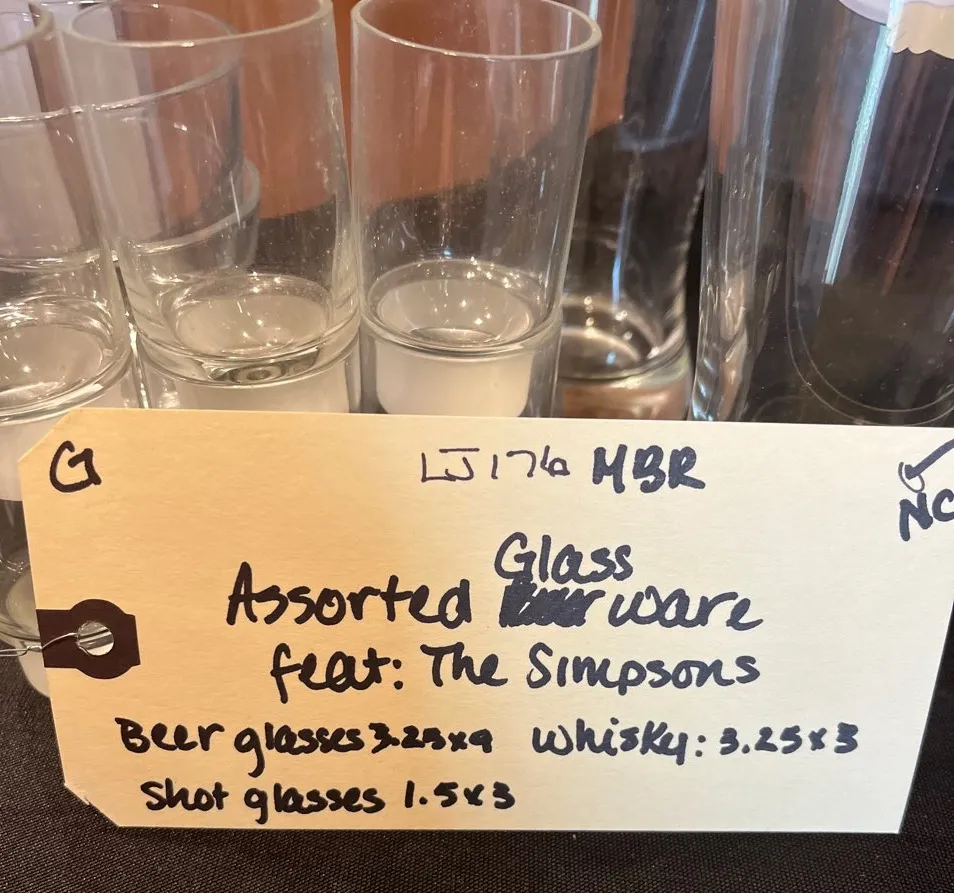 G
LJ176 MBR
NC
Glass
Assorted ware
feat: The Simpsons
Beer glasses 3.25x9 Whisky: 3.25x3
Shot glasses 1.5x3